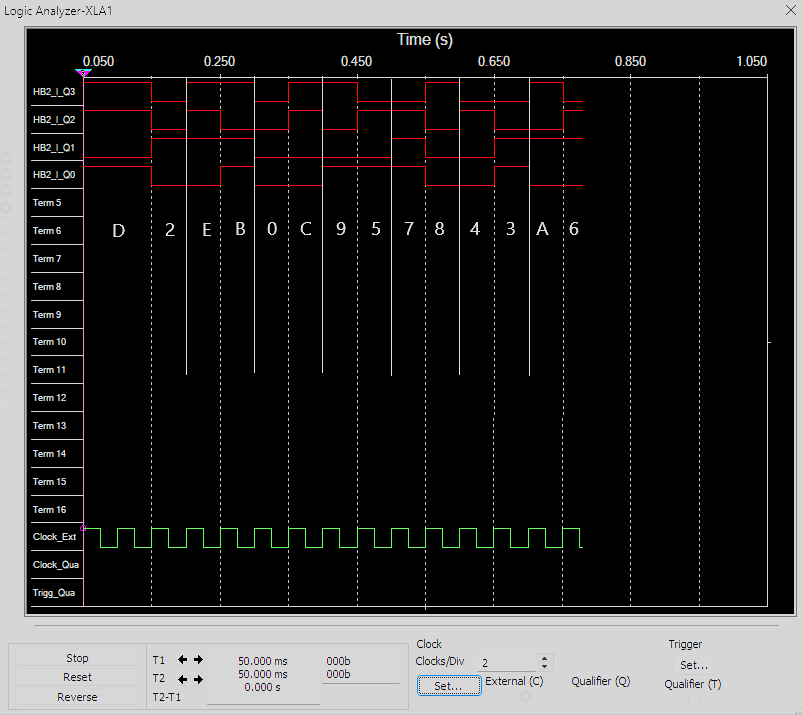 Logic Analyzer-XLA1
Time (s)
0.050 0.250 0.450 0.650 0.850 1.050
HB2_I_Q3
HB2_I_Q2
HB2_I_Q1
HB2_I_Q0
Term 5
Term 6 D 2 E B 0 C 9 5 7 8 4 3 A 6
Term 7
Term 8
Term 9
Term 10
Term 11
Term 12
Term 13
Term 14
Term 15
Term 16
Clock_Ext
Clock_Qua
Trigg_Qua
Stop
Reset
Reverse
T1 50.000 ms 000b
T2 50.000 ms 000b
T2-T1 0.000 s
Clock
Clocks/Div 2
Set... External (C) Qualifier (Q)
Trigger
Set...
Qualifier (T)